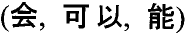 (会, 可以, 能)